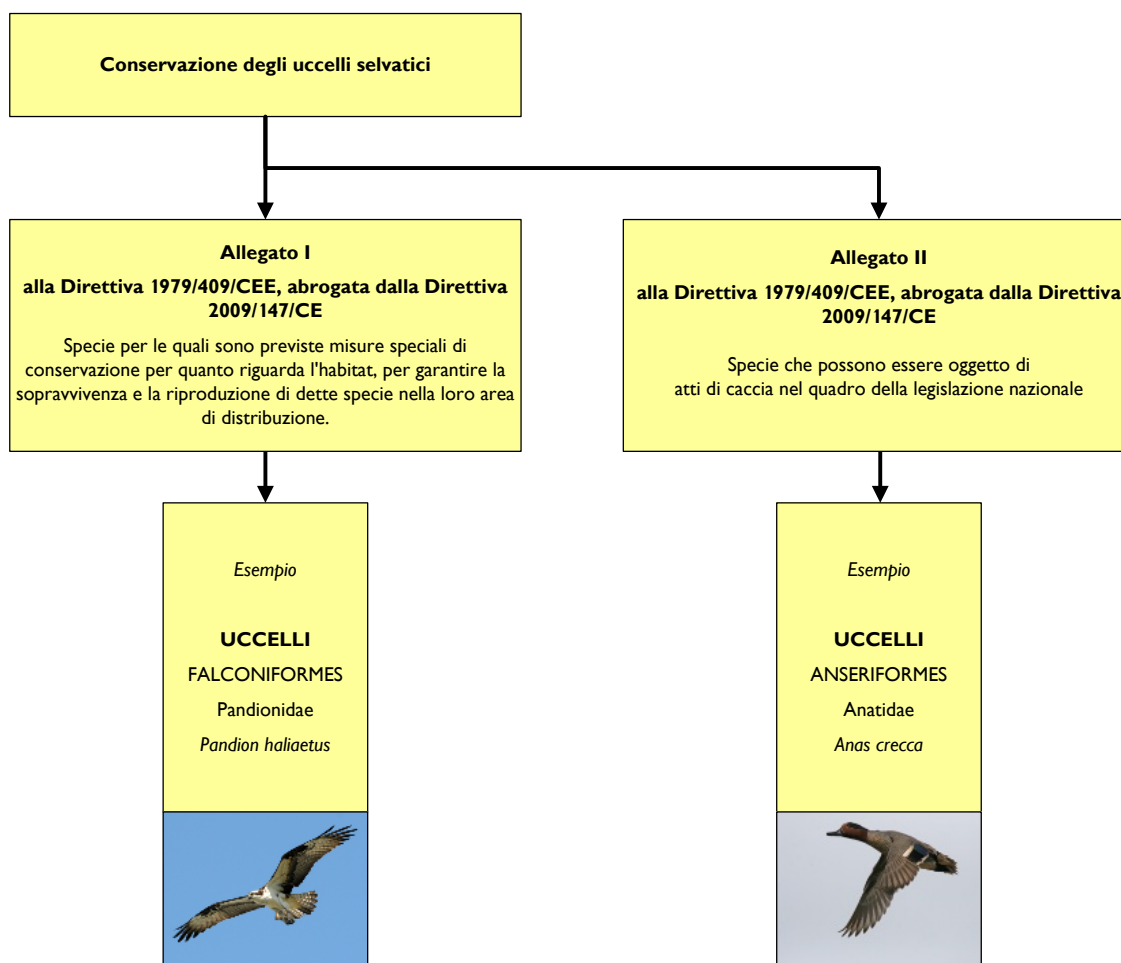 Conservazione degli uccelli selvatici
Allegato I
alla Direttiva 1979/409/CEE, abrogata dalla Direttiva
2009/147/CE
Specie per le quali sono previste misure speciali di
conservazione per quanto riguarda l'habitat, per garantire la
sopravvivenza e la riproduzione di dette specie nella loro area
di distribuzione.
Allegato II
alla Direttiva 1979/409/CEE, abrogata dalla Direttiva
2009/147/CE
Specie che possono essere oggetto di
atti di caccia nel quadro della legislazione nazionale
Esempio
UCCELLI
FALCONIFORMES
Pandionidae
Pandion haliaetus
Esempio
UCCELLI
ANSERIFORMES
Anatidae
Anas crecca